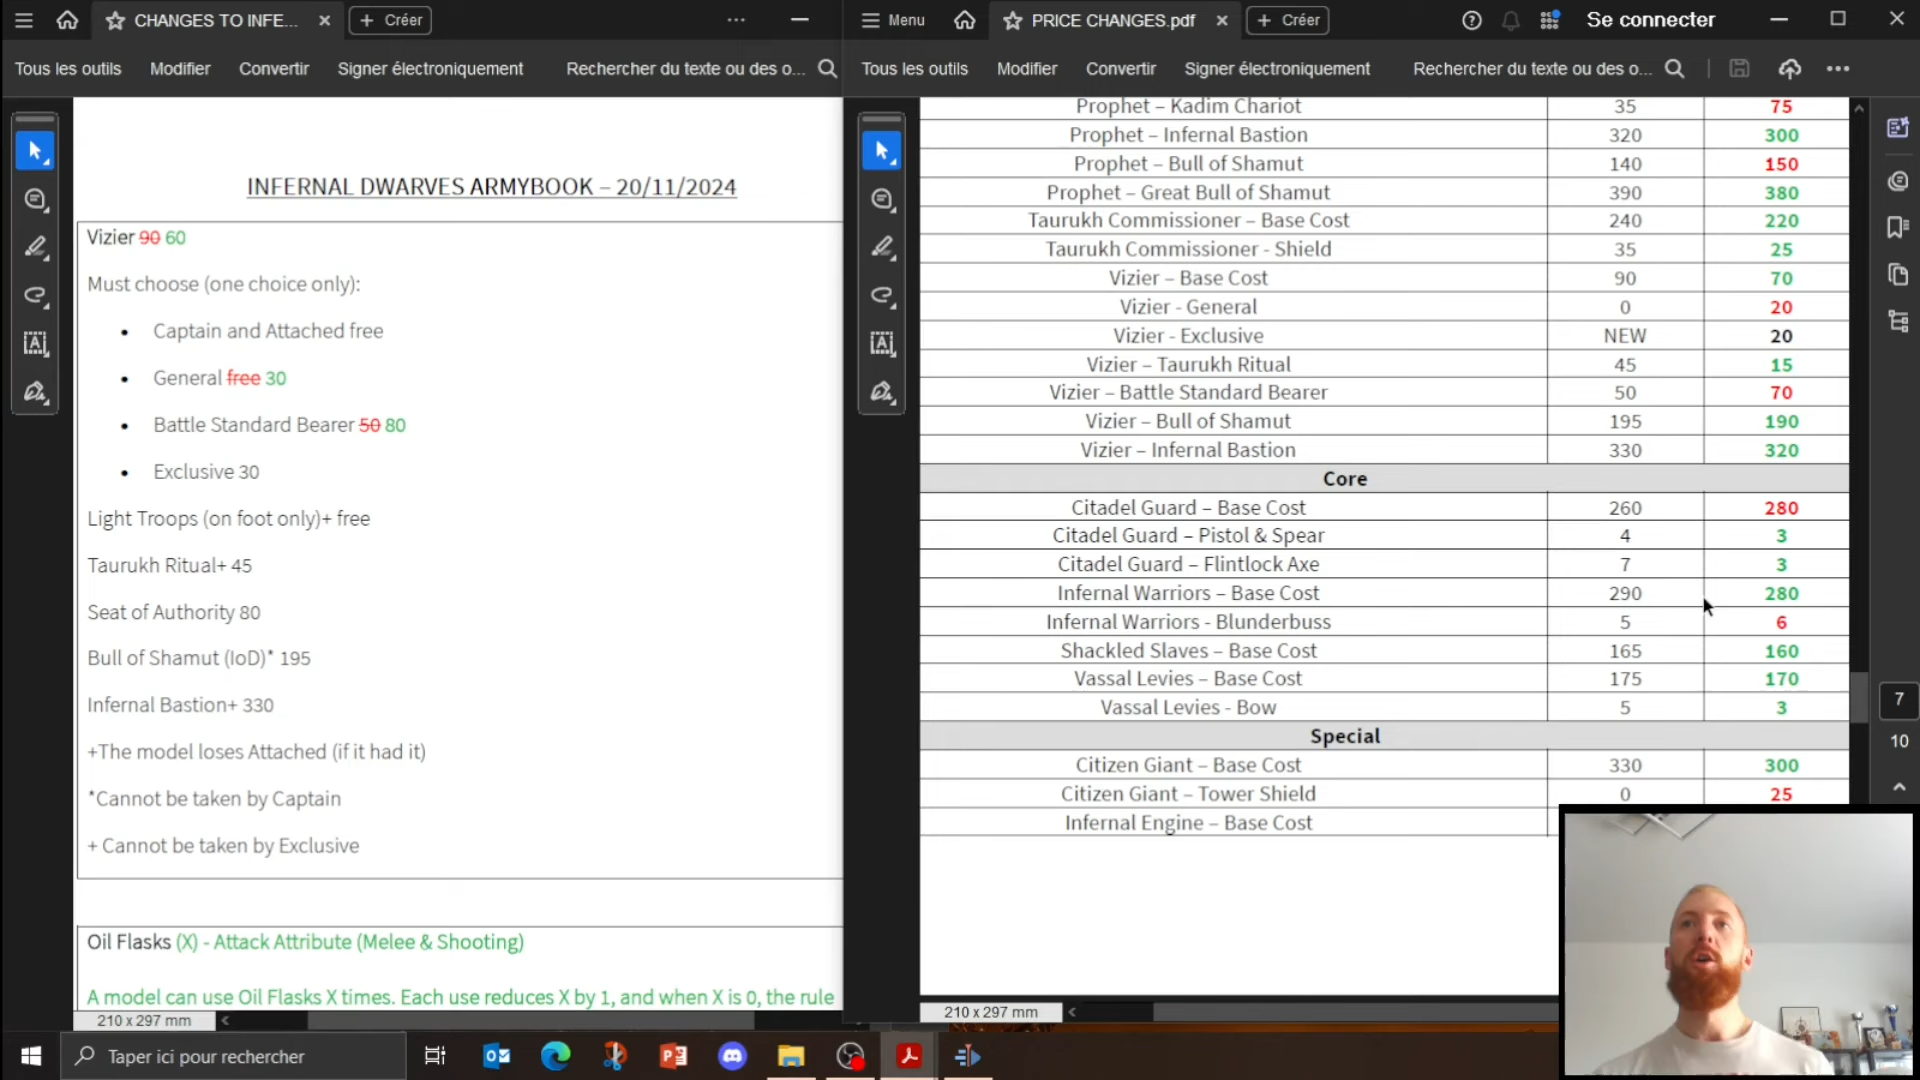 CHANGES TO INFE...
Créer
Tous les outils Modifier Convertir Signer électroniquement Rechercher du texte ou des o...
INFERNAL DWARVES ARMYBOOK – 20/11/2024
Vizier 90 60
Must choose (one choice only):
• Captain and Attached free
• General free 30
• Battle Standard Bearer 50 80
• Exclusive 30
Light Troops (on foot only)+ free
Taurukh Ritual+ 45
Seat of Authority 80
Bull of Shamut (IoD)* 195
Infernal Bastion+ 330
+The model loses Attached (if it had it)
*Cannot be taken by Captain
+ Cannot be taken by Exclusive
Oil Flasks (X) - Attack Attribute (Melee & Shooting)
A model can use Oil Flasks X times. Each use reduces X by 1, and when X is 0, the rule
210 x 297 mm
Menu
PRICE CHANGES.pdf
Créer
Se connecter
Tous les outils Modifier Convertir Signer électroniquement Rechercher du texte ou des o...
Prophet – Kadim Chariot 35 75
Prophet – Infernal Bastion 320 300
Prophet – Bull of Shamut 140 150
Prophet – Great Bull of Shamut 390 380
Taurukh Commissioner – Base Cost 240 220
Taurukh Commissioner - Shield 35 25
Vizier – Base Cost 90 70
Vizier - General 0 20
Vizier - Exclusive NEW 20
Vizier – Taurukh Ritual 45 15
Vizier – Battle Standard Bearer 50 70
Vizier – Bull of Shamut 195 190
Vizier – Infernal Bastion 330 320
Core
Citadel Guard – Base Cost 260 280
Citadel Guard – Pistol & Spear 4 3
Citadel Guard – Flintlock Axe 7 3
Infernal Warriors – Base Cost 290 280
Infernal Warriors - Blunderbuss 5 6
Shackled Slaves – Base Cost 165 160
Vassal Levies – Base Cost 175 170
Vassal Levies - Bow 5 3
Special
Citizen Giant – Base Cost 330 300
Citizen Giant – Tower Shield 0 25
Infernal Engine – Base Cost
210 x 297 mm
7
10
Taper ici pour rechercher